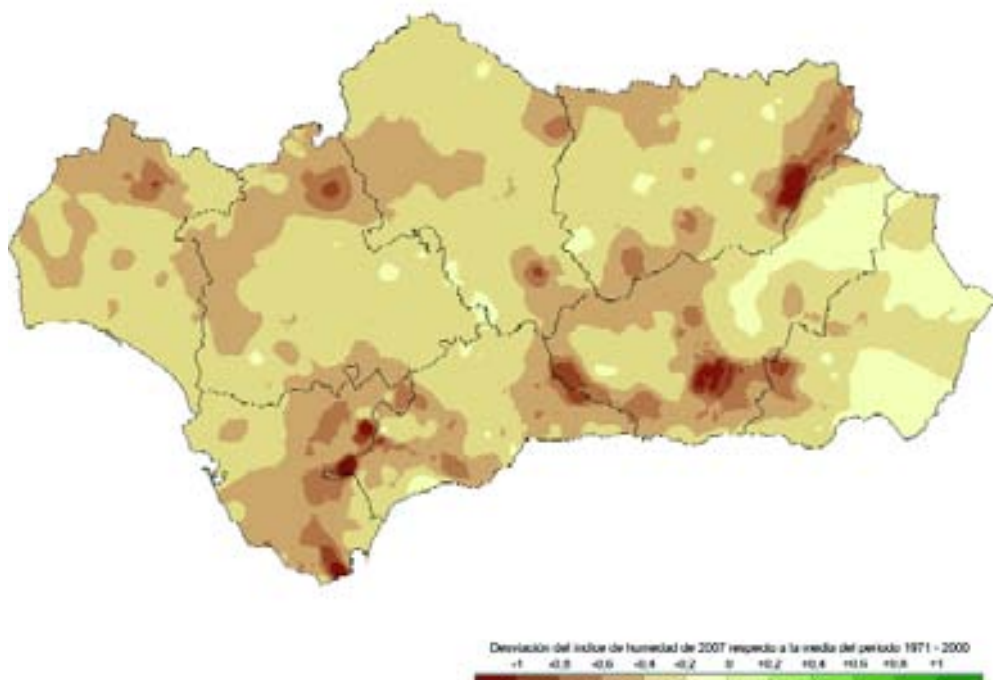 Desviación del índice de humedad de 2007 respecto a la media del periodo 1971 - 2000
-1 -0,8 -0,6 -0,4 -0,2 0 +0,2 +0,4 +0,6 +0,8 +1